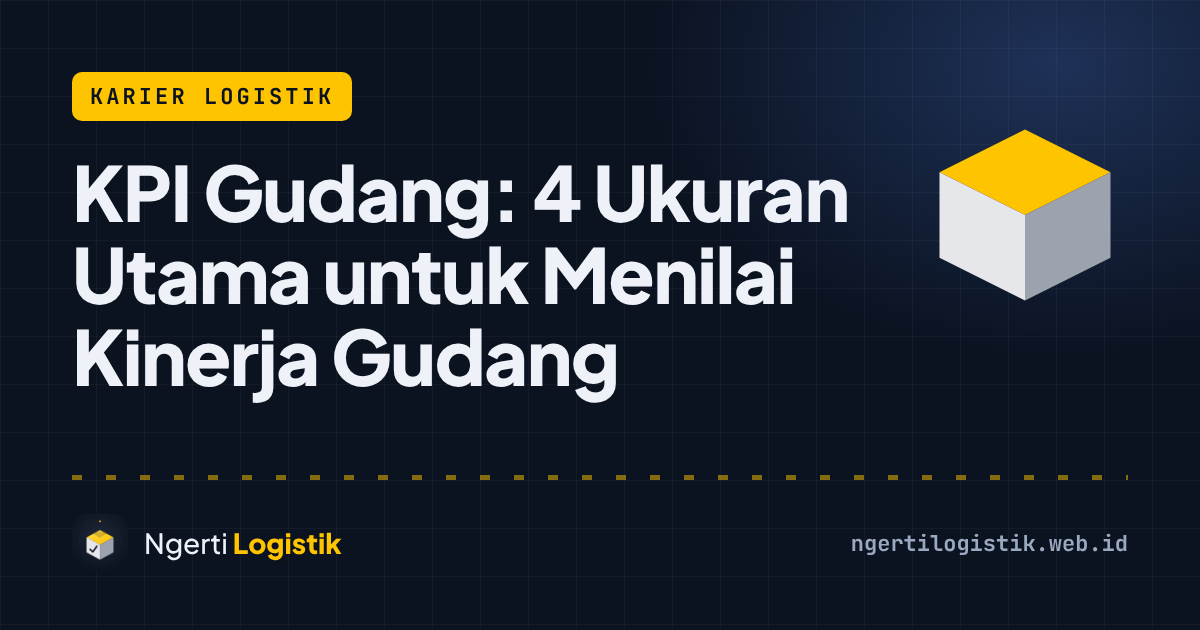 KARIER LOGISTIK
KPI Gudang: 4 Ukuran
Utama untuk Menilai
Kinerja Gudang
Ngerti Logistik
ngertilogistik.web.id